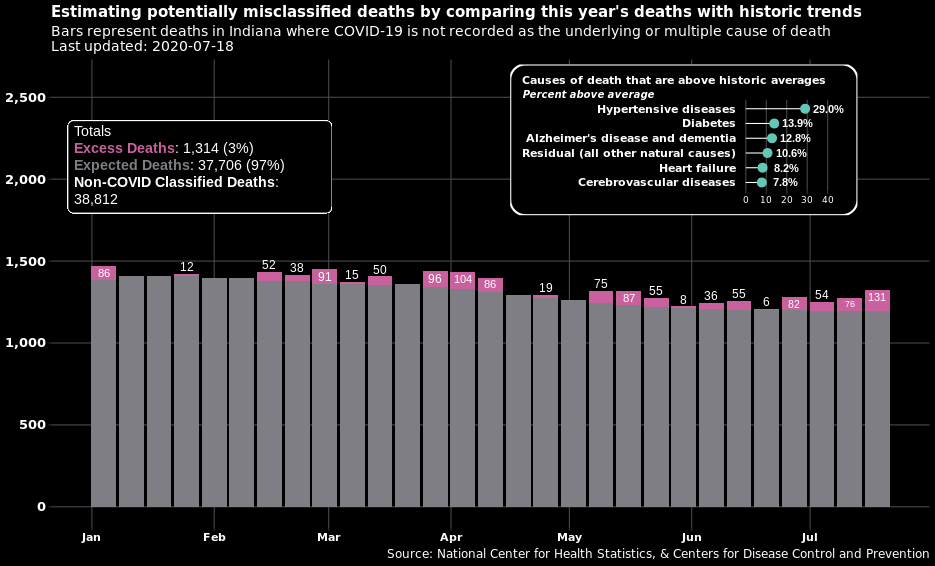 Estimating potentially misclassified deaths by comparing this year's deaths with historic trends
Bars represent deaths in Indiana where COVID-19 is not recorded as the underlying or multiple cause of death
Last updated: 2020-07-18
Causes of death that are above historic averages
Percent above average
Hypertensive diseases 29.0%
Diabetes 13.9%
Alzheimer's disease and dementia 12.8%
Residual (all other natural causes) 10.6%
Heart failure 8.2%
Cerebrovascular diseases 7.8%
0 10 20 30 40
Totals
Excess Deaths: 1,314 (3%)
Expected Deaths: 37,706 (97%)
Non-COVID Classified Deaths:
38,812
2,500
2,000
1,500
1,000
500
0
86 12 52 38 91 15 50 96 104 86 19 75 87 55 8 36 55 6 82 54 76 131
Jan Feb Mar Apr May Jun Jul
Source: National Center for Health Statistics, & Centers for Disease Control and Prevention